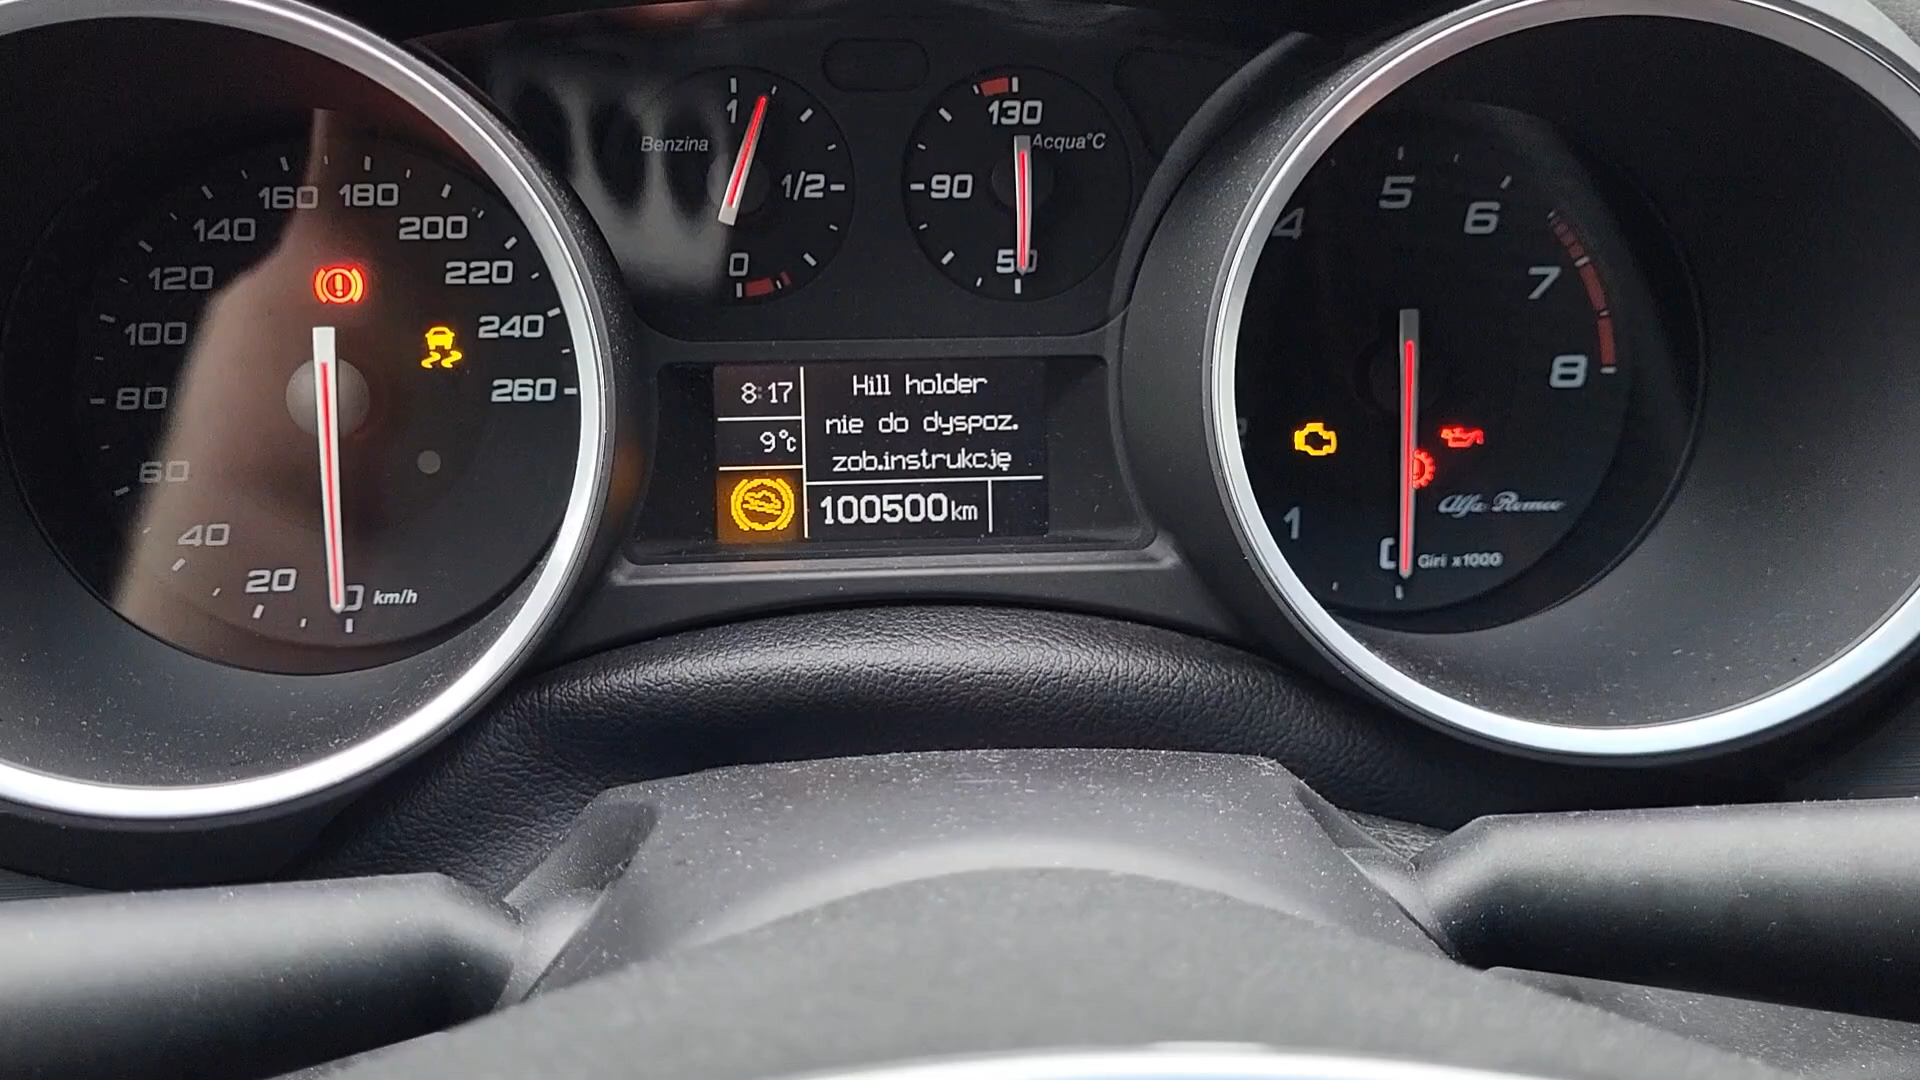 160 180
140
200
120
220
100
240
80
260
60
40
20
0
km/h
1
Benzina
1/2
0
130
Acqua°C
90
50
8:17
9°C
Hill holder
nie do dyspoz.
zob.instrukcję
100500km
4
5
6
7
8
1
0
Alfa Romeo
Giri x1000